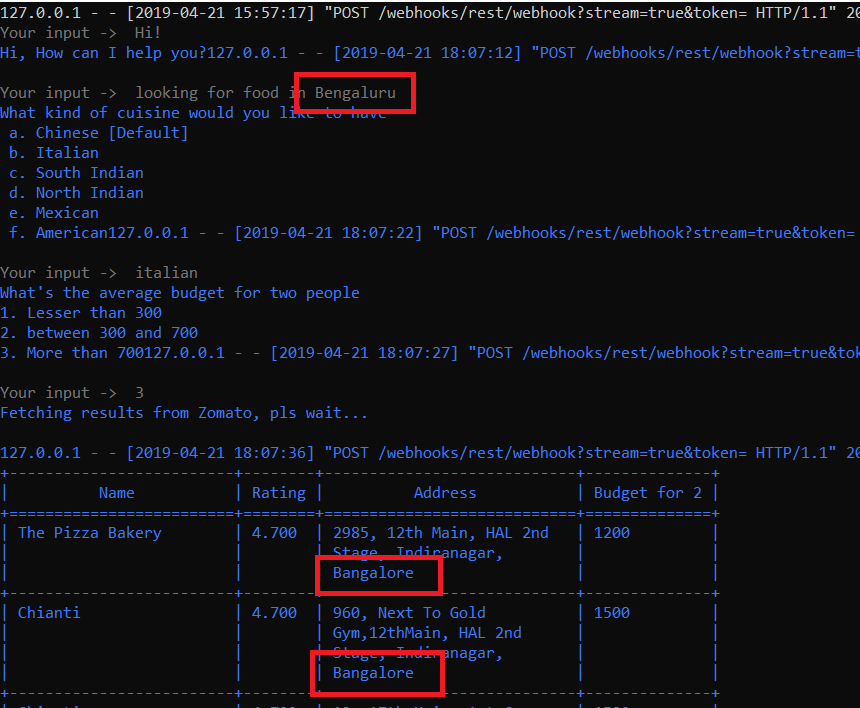 127.0.0.1 - - [2019-04-21 15:57:17] "POST /webhooks/rest/webhook?stream=true&token= HTTP/1.1" 20
Your input -> Hi!
Hi, How can I help you?127.0.0.1 - - [2019-04-21 18:07:12] "POST /webhooks/rest/webhook?stream=t
Your input -> looking for food in Bengaluru
What kind of cuisine would you like to have
a. Chinese [Default]
b. Italian
c. South Indian
d. North Indian
e. Mexican
f. American127.0.0.1 - - [2019-04-21 18:07:22] "POST /webhooks/rest/webhook?stream=true&token=
Your input -> italian
What's the average budget for two people
1. Lesser than 300
2. between 300 and 700
3. More than 700127.0.0.1 - - [2019-04-21 18:07:27] "POST /webhooks/rest/webhook?stream=true&tok
Your input -> 3
Fetching results from Zomato, pls wait...
127.0.0.1 - - [2019-04-21 18:07:36] "POST /webhooks/rest/webhook?stream=true&token= HTTP/1.1" 20
| Name | Rating | Address | Budget for 2 |
| The Pizza Bakery | 4.700 | 2985, 12th Main, HAL 2nd | 1200 |
| | | Stage, Indiranagar, | |
| | | Bangalore | |
| Chianti | 4.700 | 960, Next To Gold | 1500 |
| | | Gym,12thMain, HAL 2nd | |
| | | Stage, Indiranagar, | |
| | | Bangalore | |